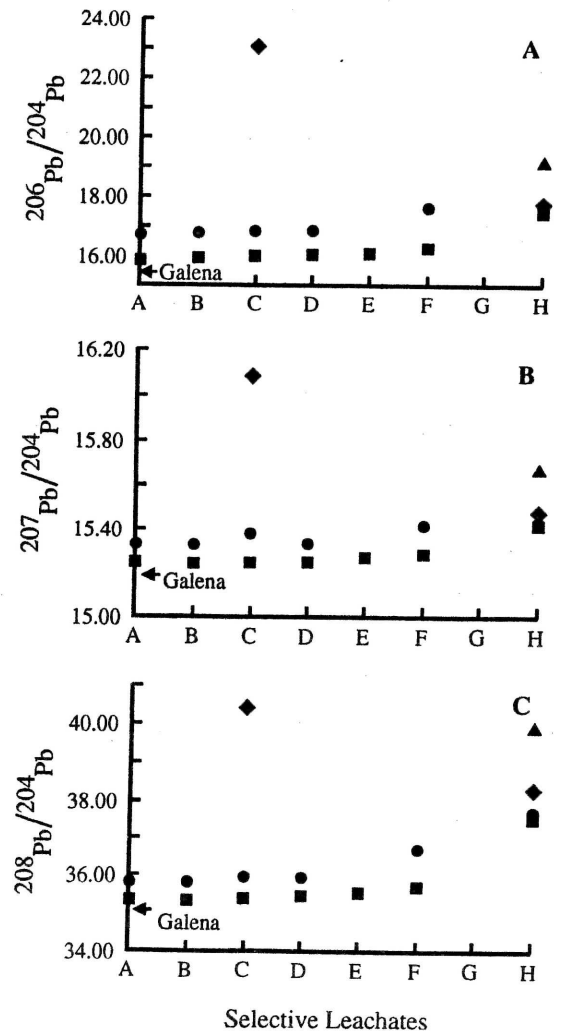 A
206Pb/204Pb
24.00
22.00
20.00
18.00
16.00
Galena
A B C D E F G H
B
207Pb/204Pb
16.20
15.80
15.40
15.00
Galena
A B C D E F G H
C
208Pb/204Pb
40.00
38.00
36.00
34.00
Galena
A B C D E F G H
Selective Leachates